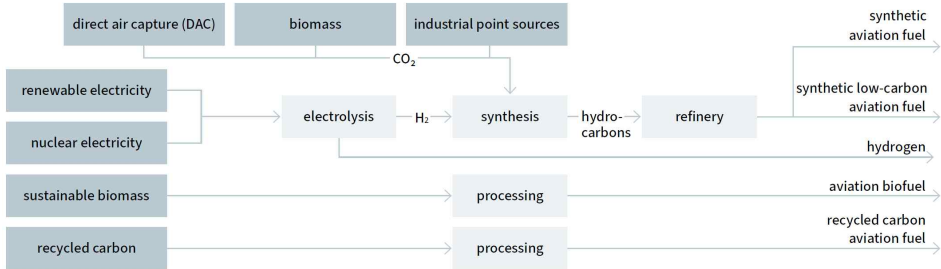 direct air capture (DAC)
biomass
industrial point sources
synthetic
aviation fuel
CO₂
renewable electricity
nuclear electricity
electrolysis
H₂
synthesis
hydro-
carbons
refinery
synthetic low-carbon
aviation fuel
hydrogen
sustainable biomass
processing
aviation biofuel
recycled carbon
processing
recycled carbon
aviation fuel